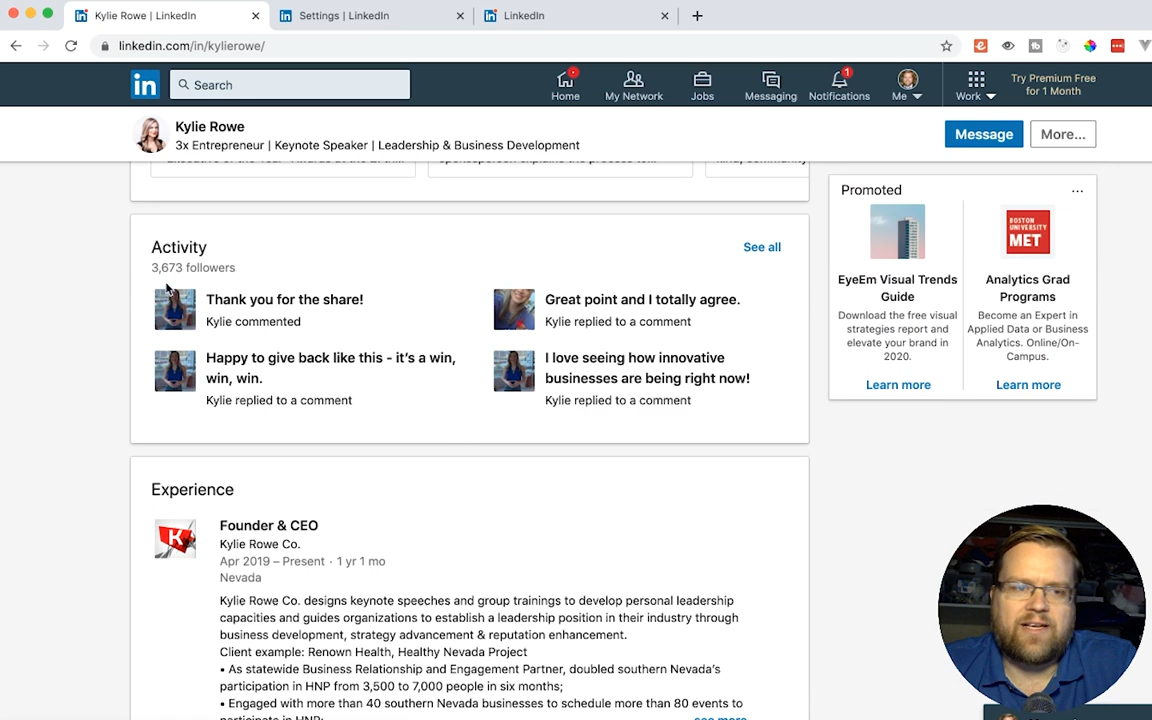 Kylie Rowe | LinkedIn
Settings | LinkedIn
LinkedIn
linkedin.com/in/kylierowe/
in
Search
Home
My Network
Jobs
Messaging
1
Notifications
Me
Work
Try Premium Free
for 1 Month
Kylie Rowe
3x Entrepreneur | Keynote Speaker | Leadership & Business Development
Message
More...
Activity
3,673 followers
See all
Thank you for the share!
Kylie commented
Great point and I totally agree.
Kylie replied to a comment
Happy to give back like this - it's a win,
win, win.
Kylie replied to a comment
I love seeing how innovative
businesses are being right now!
Kylie replied to a comment
Promoted
...
EyeEm Visual Trends
Guide
Download the free visual
strategies report and
elevate your brand in
2020.
Learn more
BOSTON
UNIVERSITY
MET
Analytics Grad
Programs
Become an Expert in
Applied Data or Business
Analytics. Online/On-
Campus.
Learn more
Experience
K
Founder & CEO
Kylie Rowe Co.
Apr 2019 – Present · 1 yr 1 mo
Nevada
Kylie Rowe Co. designs keynote speeches and group trainings to develop personal leadership
capacities and guides organizations to establish a leadership position in their industry through
business development, strategy advancement & reputation enhancement.
Client example: Renown Health, Healthy Nevada Project
• As statewide Business Relationship and Engagement Partner, doubled southern Nevada's
participation in HNP from 3,500 to 7,000 people in six months;
• Engaged with more than 40 southern Nevada businesses to schedule more than 80 events to
participate in HNP;
see more